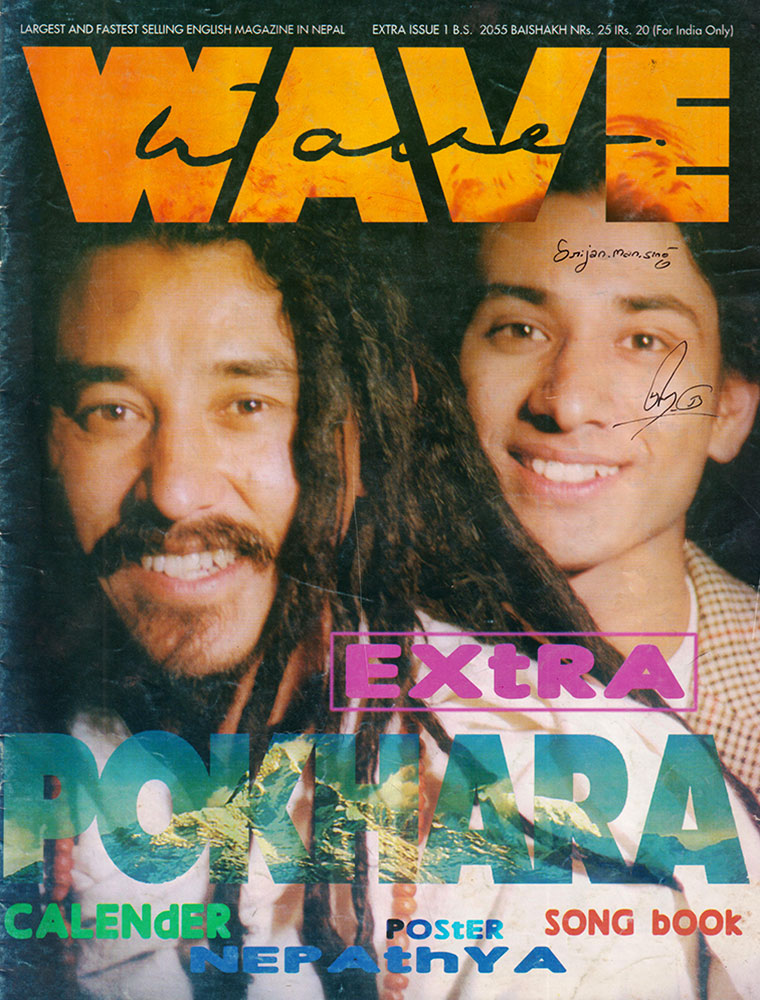 LARGEST AND FASTEST SELLING ENGLISH MAGAZINE IN NEPAL EXTRA ISSUE 1 B.S. 2055 BAISHAKH NRs. 25 IRs. 20 (For India Only)
WAVE
Wave
Srijan.man.sing
EXtRA
POKHARA
CALENdER
POStER
SONG bOOK
NEPAthYA